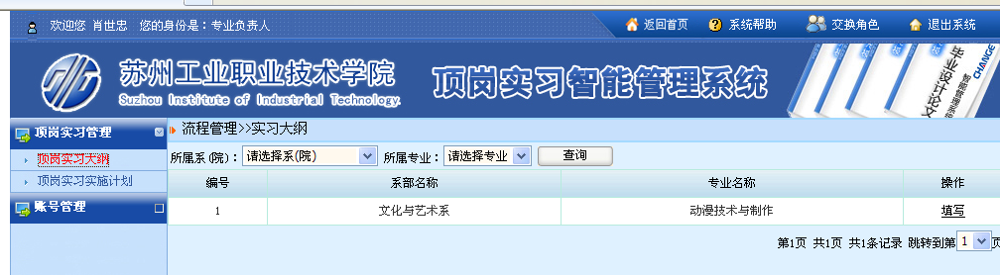 欢迎您 肖世忠 您的身份是：专业负责人 返回首页 系统帮助 交换角色 退出系统
苏州工业职业技术学院
Suzhou Institute of Industrial Technology.
顶岗实习智能管理系统
毕业设计论文
智能管理系统
CHANGE
顶岗实习管理
顶岗实习大纲
顶岗实习实施计划
账号管理
流程管理>>实习大纲
所属系(院)： 请选择系(院) 所属专业： 请选择专业 查询
编号 系部名称 专业名称 操作
1 文化与艺术系 动漫技术与制作 填写
第1页 共1页 共1条记录 跳转到第 1 页